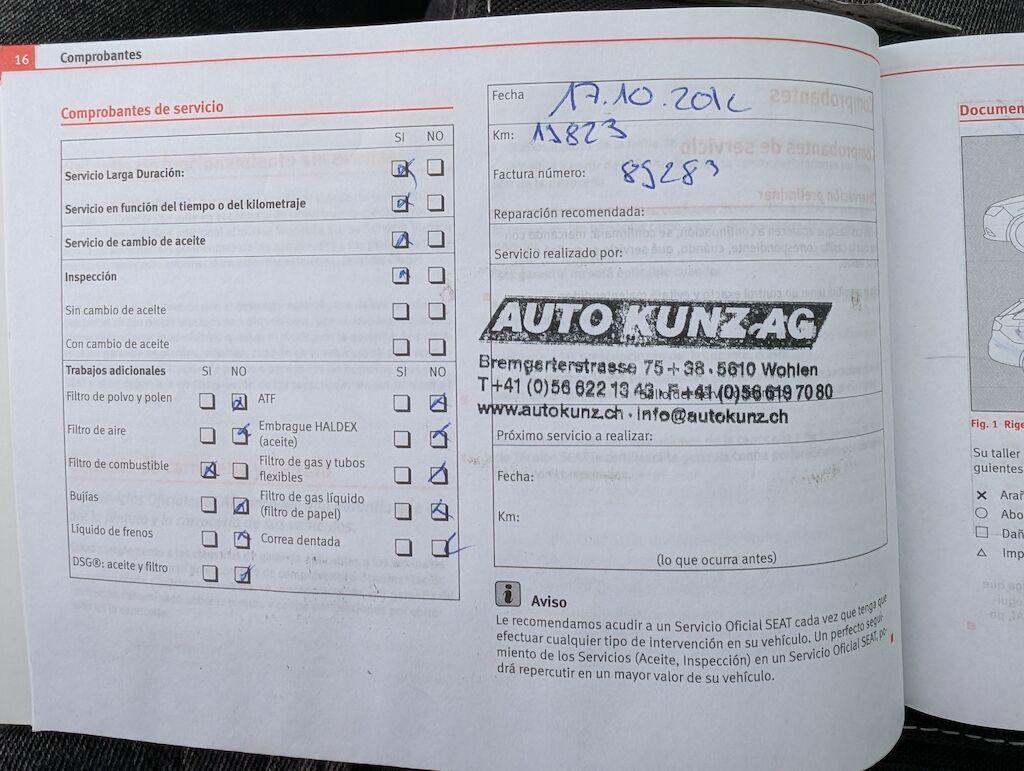 16 Comprobantes
Comprobantes de servicio
SI NO
Servicio Larga Duración:
Servicio en función del tiempo o del kilometraje
Servicio de cambio de aceite
Inspección
Sin cambio de aceite
Con cambio de aceite
Trabajos adicionales SI NO SI NO
Filtro de polvo y polen ATF
Filtro de aire Embrague HALDEX
(aceite)
Filtro de combustible Filtro de gas y tubos
flexibles
Bujías Filtro de gas líquido
(filtro de papel)
Líquido de frenos Correa dentada
DSG®: aceite y filtro
Fecha 17.10.201
Km:
Factura número: 89283
Reparación recomendada:
Servicio realizado por:
AUTO KUNZ AG
Bremgarterstrasse 75 + 38 · 5610 Wohlen
T +41 (0)56 622 13 43 · F +41 (0)56 619 70 80
www.autokunz.ch · info@autokunz.ch
Próximo servicio a realizar:
Fecha:
Km:
(lo que ocurra antes)
i Aviso
Le recomendamos acudir a un Servicio Oficial SEAT cada vez que tenga que
efectuar cualquier tipo de intervención en su vehículo. Un perfecto segui-
miento de los Servicios (Aceite, Inspección) en un Servicio Oficial SEAT, po-
drá repercutir en un mayor valor de su vehículo.
Documen
Fig. 1 Rige
Su taller
guientes
Arañ
Abo
Dañ
Imp